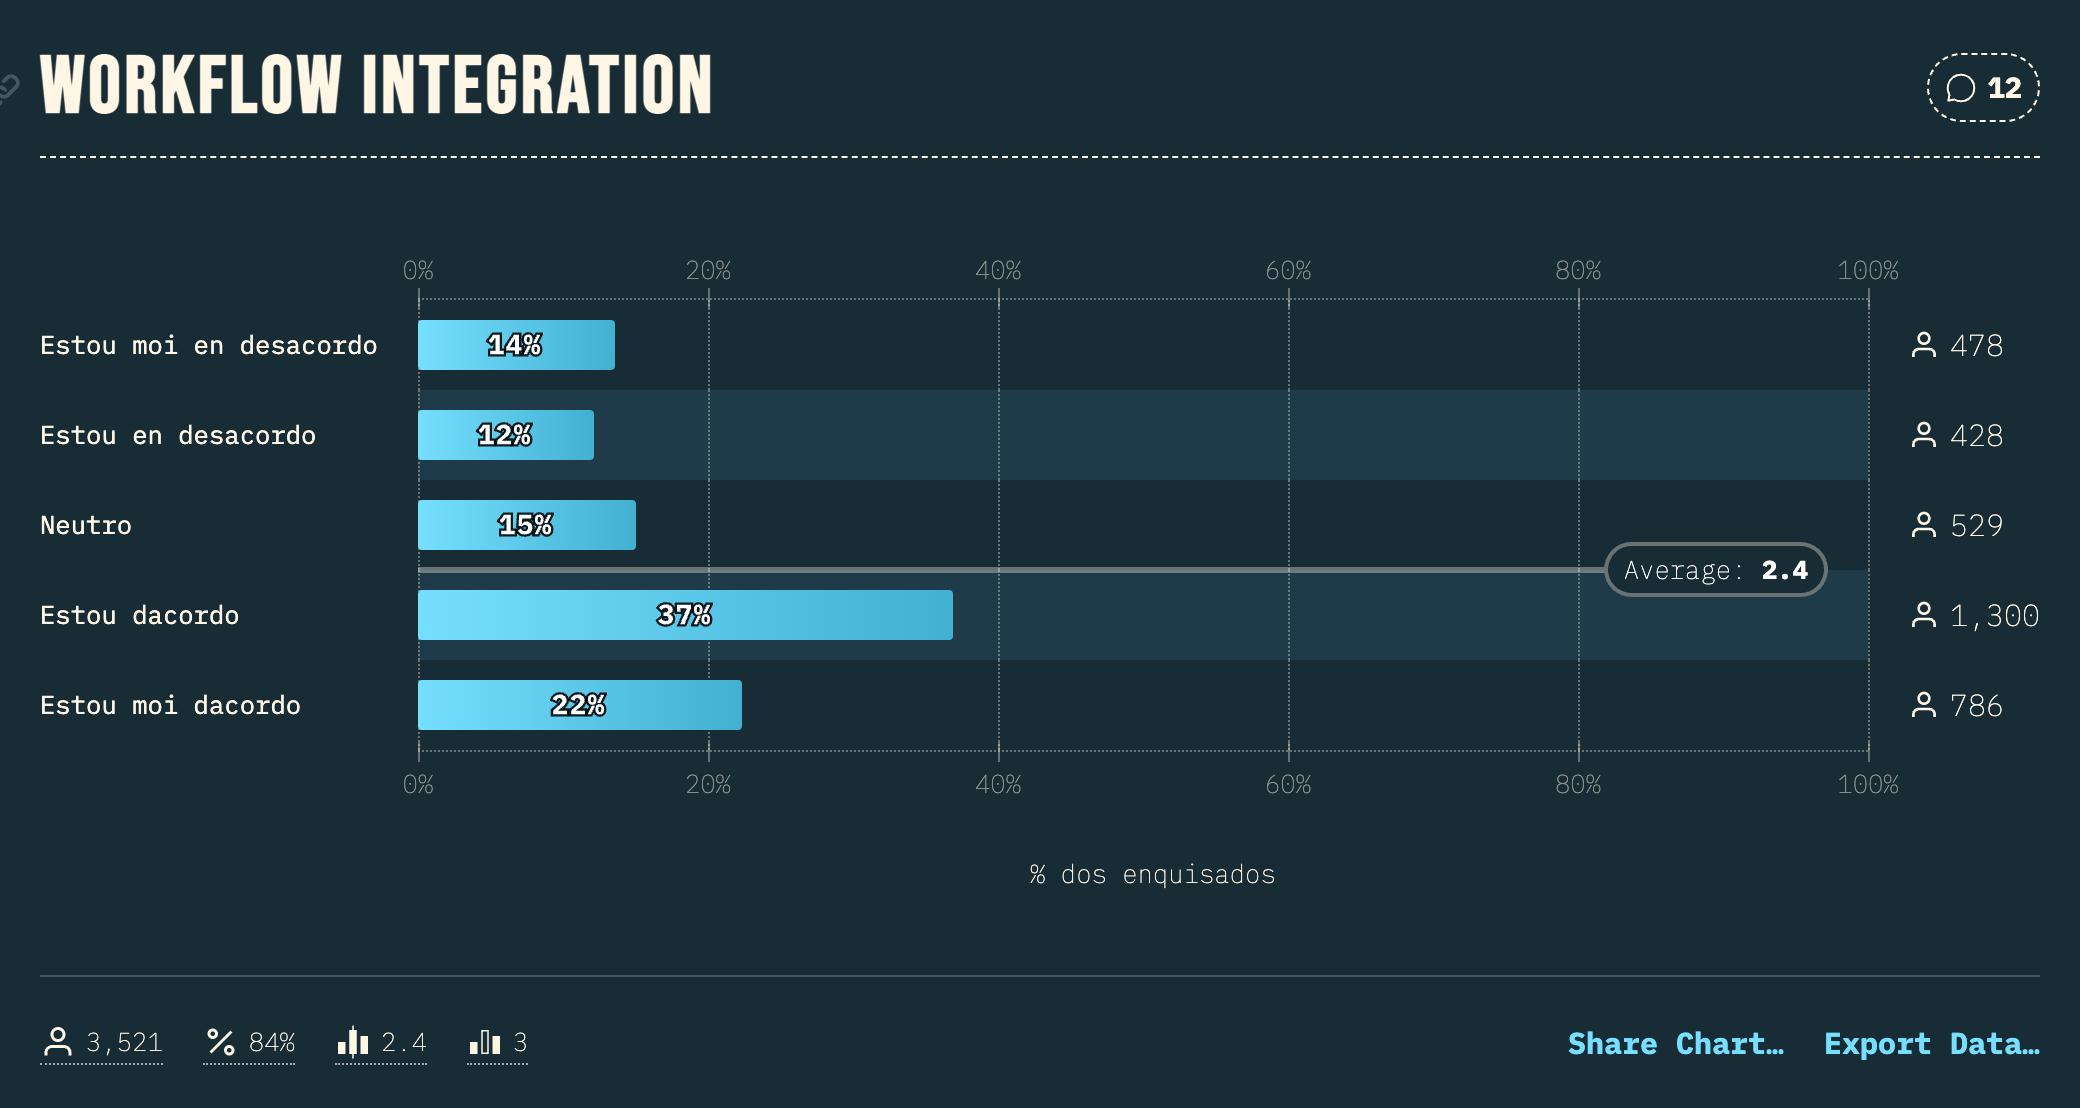 WORKFLOW INTEGRATION
12
0% 20% 40% 60% 80% 100%
Estou moi en desacordo 14% 478
Estou en desacordo 12% 428
Neutro 15% 529
Average: 2.4
Estou dacordo 37% 1,300
Estou moi dacordo 22% 786
0% 20% 40% 60% 80% 100%
% dos enquisados
3,521 84% 2.4 3
Share Chart… Export Data…